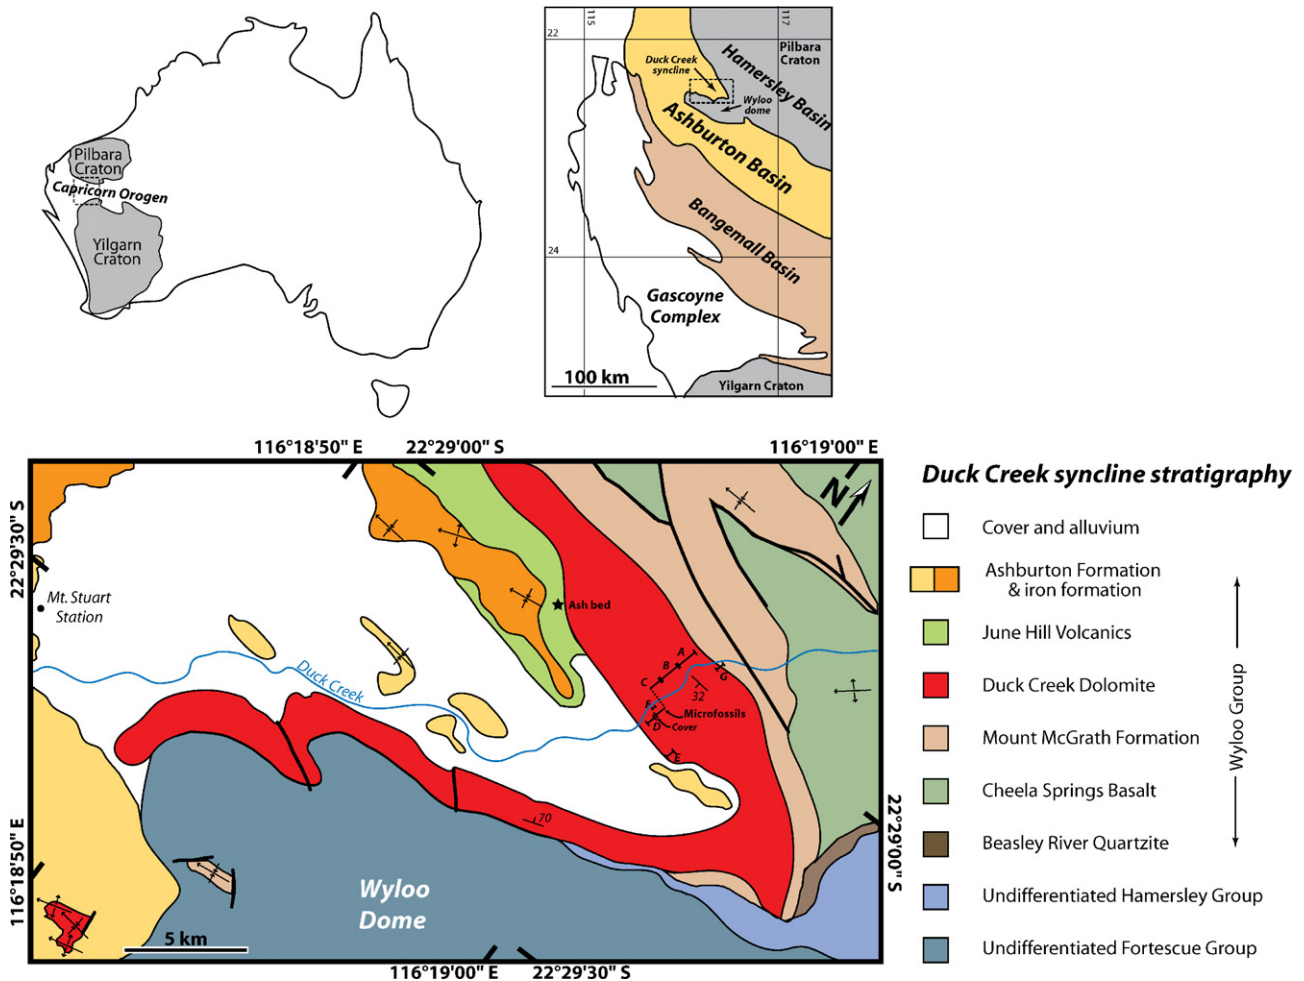 Pilbara
Craton
Capricorn Orogen
Yilgarn
Craton
115
117
22
24
Pilbara
Craton
Duck Creek
syncline
Hamersley Basin
Wyloo
dome
Ashburton Basin
Bangemall Basin
Gascoyne
Complex
100 km
Yilgarn Craton
116°18'50" E
22°29'00" S
116°19'00" E
22°29'30" S
N
Mt. Stuart
Station
Ash bed
Duck Creek
A
B
C
G
32
F
Microfossils
D
Cover
E
70
22°29'00" S
116°18'50" E
Wyloo
Dome
5 km
116°19'00" E
22°29'30" S
Duck Creek syncline stratigraphy
Cover and alluvium
Ashburton Formation
& iron formation
June Hill Volcanics
Duck Creek Dolomite
Mount McGrath Formation
Cheela Springs Basalt
Beasley River Quartzite
Undifferentiated Hamersley Group
Undifferentiated Fortescue Group
Wyloo Group